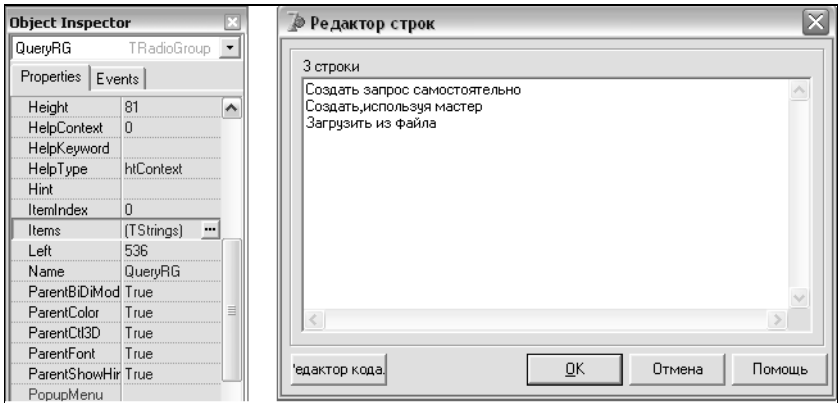 Object Inspector
QueryRG TRadioGroup
Properties Events
Height 81
HelpContext 0
HelpKeyword
HelpType htContext
Hint
ItemIndex 0
Items (TStrings) ...
Left 536
Name QueryRG
ParentBiDiMod True
ParentColor True
ParentCtl3D True
ParentFont True
ParentShowHir True
PopupMenu
Редактор строк
3 строки
Создать запрос самостоятельно
Создать,используя мастер
Загрузить из файла
едактор кода. OK Отмена Помощь